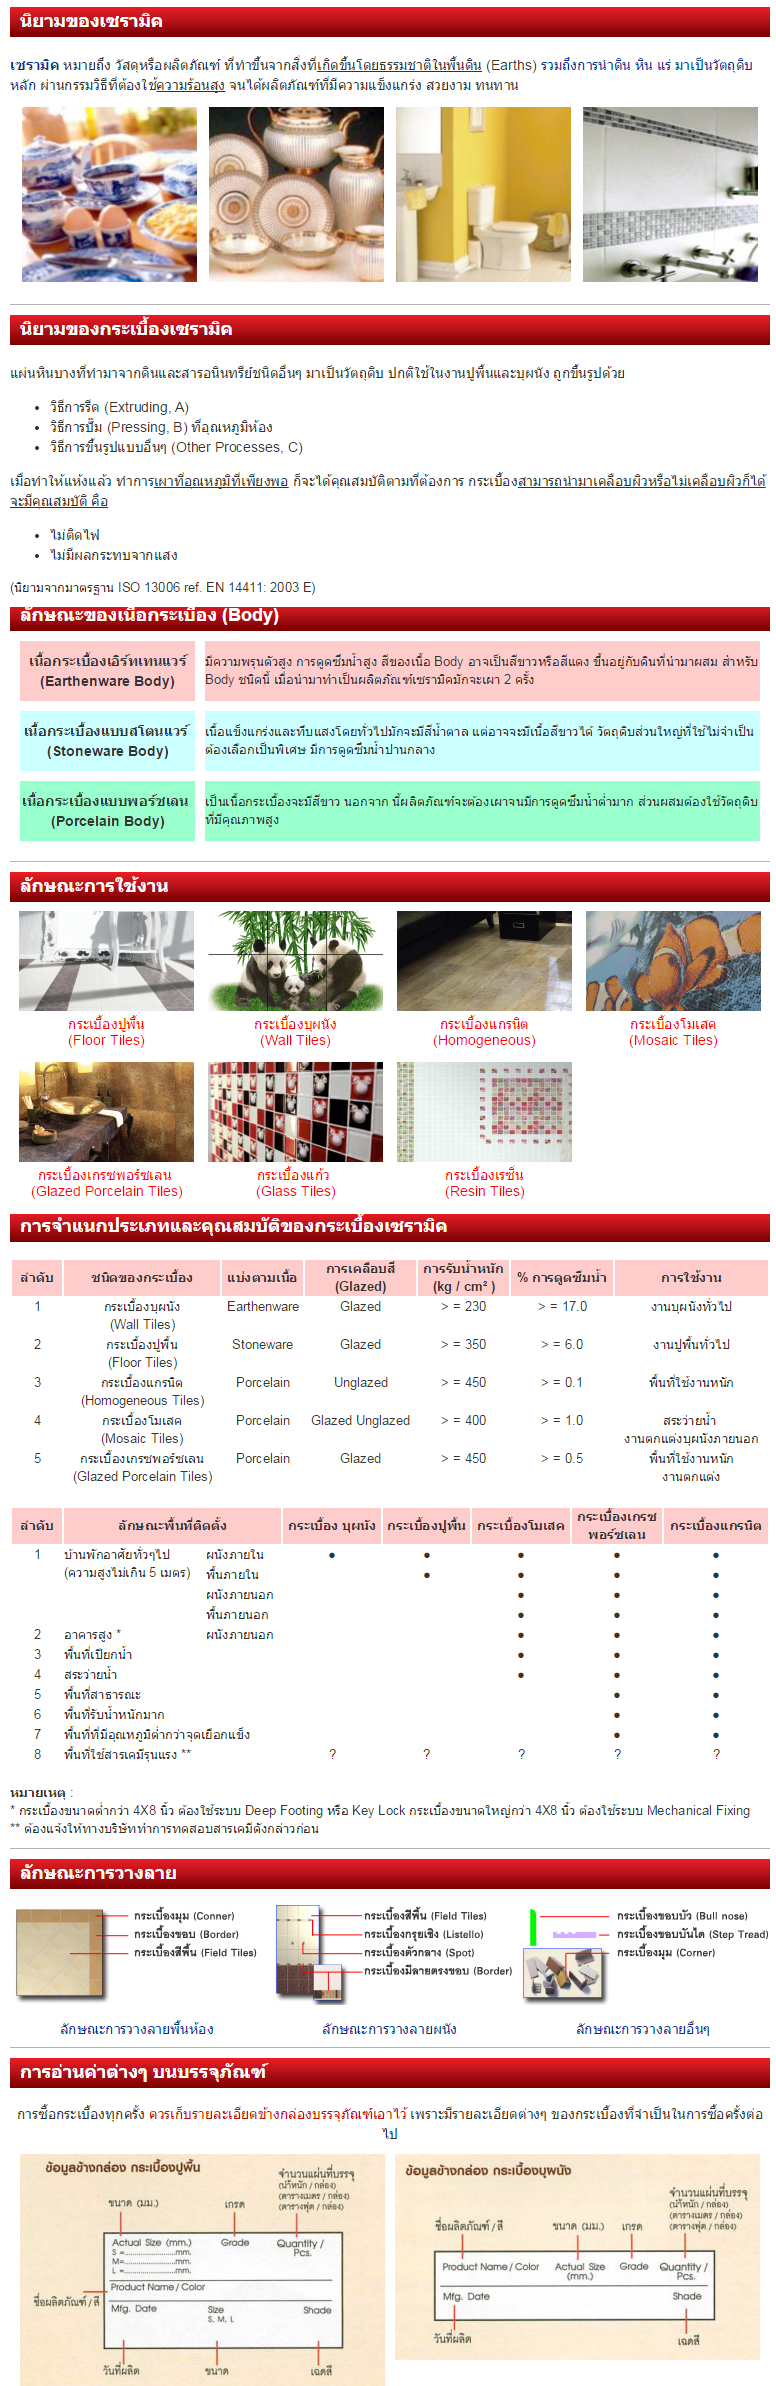 นิยามของเซรามิค
เซรามิค หมายถึง วัสดุหรือผลิตภัณฑ์ ที่ทำขึ้นจากสิ่งที่เกิดขึ้นโดยธรรมชาติในพื้นดิน (Earths) รวมถึงการนำดิน หิน แร่ มาเป็นวัตถุดิบ
หลัก ผ่านกรรมวิธีที่ต้องใช้ความร้อนสูง จนได้ผลิตภัณฑ์ที่มีความแข็งแกร่ง สวยงาม ทนทาน
นิยามของกระเบื้องเซรามิค
แผ่นหินบางที่ทำมาจากดินและสารอนินทรีย์ชนิดอื่นๆ มาเป็นวัตถุดิบ ปกติใช้ในงานปูพื้นและบุผนัง ถูกขึ้นรูปด้วย
• วิธีการรีด (Extruding, A)
• วิธีการปั๊ม (Pressing, B) ที่อุณหภูมิห้อง
• วิธีการขึ้นรูปแบบอื่นๆ (Other Processes, C)
เมื่อทำให้แห้งแล้ว ทำการเผาที่อุณหภูมิที่เพียงพอ ก็จะได้คุณสมบัติตามที่ต้องการ กระเบื้องสามารถนำมาเคลือบผิวหรือไม่เคลือบผิวก็ได้
จะมีคุณสมบัติ คือ
• ไม่ติดไฟ
• ไม่มีผลกระทบจากแสง
(นิยามจากมาตรฐาน ISO 13006 ref. EN 14411: 2003 E)
ลักษณะของเนื้อกระเบื้อง (Body)
เนื้อกระเบื้องเอิร์ทเทนแวร์
(Earthenware Body)
มีความพรุนตัวสูง การดูดซึมน้ำสูง สีของเนื้อ Body อาจเป็นสีขาวหรือสีแดง ขึ้นอยู่กับดินที่นำมาผสม สำหรับ
Body ชนิดนี้ เมื่อนำมาทำเป็นผลิตภัณฑ์เซรามิคมักจะเผา 2 ครั้ง
เนื้อกระเบื้องแบบสโตนแวร์
(Stoneware Body)
เนื้อแข็งแกร่งและทึบแสงโดยทั่วไปมักจะมีสีน้ำตาล แต่อาจจะมีเนื้อสีขาวได้ วัตถุดิบส่วนใหญ่ที่ใช้ไม่จำเป็น
ต้องเลือกเป็นพิเศษ มีการดูดซึมน้ำปานกลาง
เนื้อกระเบื้องแบบพอร์ซเลน
(Porcelain Body)
เป็นเนื้อกระเบื้องจะมีสีขาว นอกจาก นี้ผลิตภัณฑ์จะต้องเผาจนมีการดูดซึมน้ำต่ำมาก ส่วนผสมต้องใช้วัตถุดิบ
ที่มีคุณภาพสูง
ลักษณะการใช้งาน
กระเบื้องปูพื้น กระเบื้องบุผนัง กระเบื้องแกรนิต กระเบื้องโมเสค
(Floor Tiles) (Wall Tiles) (Homogeneous) (Mosaic Tiles)
กระเบื้องเกรซพอร์ซเลน กระเบื้องแก้ว กระเบื้องเรซิ่น
(Glazed Porcelain Tiles) (Glass Tiles) (Resin Tiles)
การจำแนกประเภทและคุณสมบัติของกระเบื้องเซรามิค
ลำดับ ชนิดของกระเบื้อง แบ่งตามเนื้อ การเคลือบสี (Glazed) การรับน้ำหนัก (kg / cm² ) % การดูดซึมน้ำ การใช้งาน
1 กระเบื้องบุผนัง Earthenware Glazed > = 230 > = 17.0 งานบุผนังทั่วไป
(Wall Tiles)
2 กระเบื้องปูพื้น Stoneware Glazed > = 350 > = 6.0 งานปูพื้นทั่วไป
(Floor Tiles)
3 กระเบื้องแกรนิต Porcelain Unglazed > = 450 > = 0.1 พื้นที่ใช้งานหนัก
(Homogeneous Tiles)
4 กระเบื้องโมเสค Porcelain Glazed Unglazed > = 400 > = 1.0 สระว่ายน้ำ
(Mosaic Tiles) งานตกแต่งบุผนังภายนอก
5 กระเบื้องเกรซพอร์ซเลน Porcelain Glazed > = 450 > = 0.5 พื้นที่ใช้งานหนัก
(Glazed Porcelain Tiles) งานตกแต่ง
ลำดับ ลักษณะพื้นที่ติดตั้ง กระเบื้อง บุผนัง กระเบื้องปูพื้น กระเบื้องโมเสค กระเบื้องเกรซ พอร์ซเลน กระเบื้องแกรนิต
1 บ้านพักอาศัยทั่วๆไป ผนังภายใน ● ● ● ● ●
(ความสูงไม่เกิน 5 เมตร) พื้นภายใน ● ● ● ●
ผนังภายนอก ● ● ●
พื้นภายนอก ● ● ●
2 อาคารสูง * ผนังภายนอก ● ● ●
3 พื้นที่เปียกน้ำ ● ● ●
4 สระว่ายน้ำ ● ● ●
5 พื้นที่สาธารณะ ● ●
6 พื้นที่รับน้ำหนักมาก ● ●
7 พื้นที่ที่มีอุณหภูมิต่ำกว่าจุดเยือกแข็ง ● ●
8 พื้นที่ใช้สารเคมีรุนแรง ** ? ? ? ? ?
หมายเหตุ :
* กระเบื้องขนาดต่ำกว่า 4X8 นิ้ว ต้องใช้ระบบ Deep Footing หรือ Key Lock กระเบื้องขนาดใหญ่กว่า 4X8 นิ้ว ต้องใช้ระบบ Mechanical Fixing
** ต้องแจ้งให้ทางบริษัททำการทดสอบสารเคมีดังกล่าวก่อน
ลักษณะการวางลาย
กระเบื้องมุม (Conner)
กระเบื้องขอบ (Border)
กระเบื้องสีพื้น (Field Tiles)
ลักษณะการวางลายพื้นห้อง
กระเบื้องสีพื้น (Field Tiles)
กระเบื้องกรุยเชิง (Listello)
กระเบื้องตัวกลาง (Spot)
กระเบื้องมีลายตรงขอบ (Border)
ลักษณะการวางลายผนัง
กระเบื้องขอบบัว (Bull nose)
กระเบื้องขอบบันได (Step Tread)
กระเบื้องมุม (Corner)
ลักษณะการวางลายอื่นๆ
การอ่านค่าต่างๆ บนบรรจุภัณฑ์
การซื้อกระเบื้องทุกครั้ง ควรเก็บรายละเอียดข้างกล่องบรรจุภัณฑ์เอาไว้ เพราะมีรายละเอียดต่างๆ ของกระเบื้องที่จำเป็นในการซื้อครั้งต่อ
ไป
ข้อมูลข้างกล่อง กระเบื้องปูพื้น
จำนวนแผ่นที่บรรจุ
(น้ำหนัก / กล่อง)
(ตารางเมตร / กล่อง)
(ตารางฟุต / กล่อง)
ขนาด (มม.) เกรด
Actual Size (mm.) Grade Quantity / Pcs.
S =......................mm.
M=......................mm.
L =......................mm.
Product Name / Color
ชื่อผลิตภัณฑ์ / สี
Mfg. Date Size Shade
S, M, L
วันที่ผลิต ขนาด เฉดสี
ข้อมูลข้างกล่อง กระเบื้องบุผนัง
จำนวนแผ่นที่บรรจุ
(น้ำหนัก / กล่อง)
(ตารางเมตร / กล่อง)
(ตารางฟุต / กล่อง)
ชื่อผลิตภัณฑ์ / สี ขนาด (มม.) เกรด
Product Name / Color Actual Size (mm.) Grade Quantity / Pcs.
Mfg. Date Shade
วันที่ผลิต เฉดสี